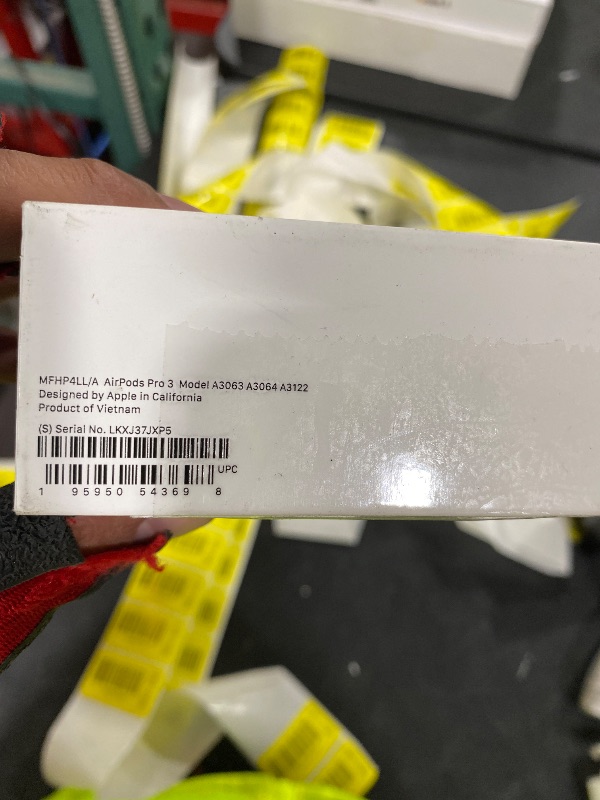 MFHP4LL/A AirPods Pro 3 Model A3063 A3064 A3122
Designed by Apple in California
Product of Vietnam
(S) Serial No. LKXJ37JXP5
UPC
1 95950 54369 8